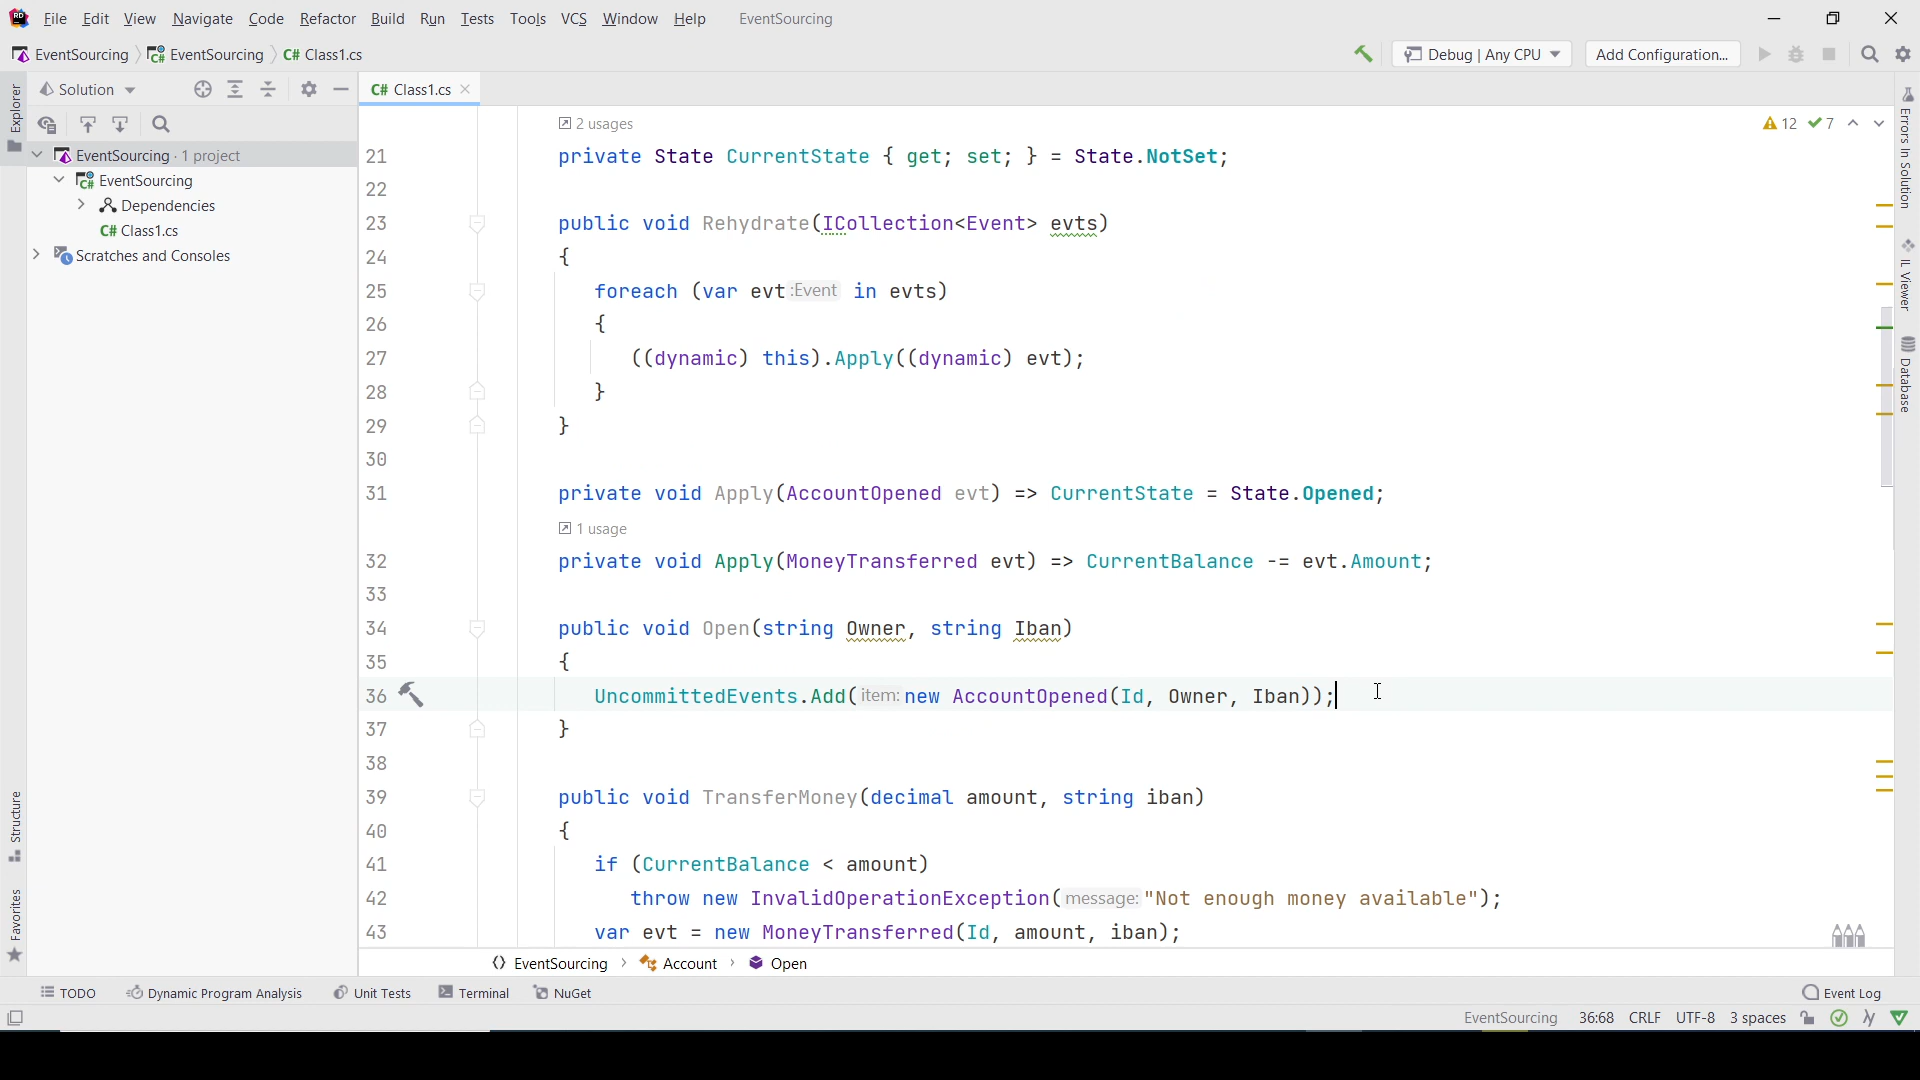 File Edit View Navigate Code Refactor Build Run Tests Tools VCS Window Help EventSourcing
EventSourcing EventSourcing C# Class1.cs Debug | Any CPU Add Configuration...
Solution
C# Class1.cs
Explorer
EventSourcing · 1 project
EventSourcing
Dependencies
C# Class1.cs
Scratches and Consoles
2 usages
12 7
21 private State CurrentState { get; set; } = State.NotSet;
22
23 public void Rehydrate(ICollection<Event> evts)
24 {
25 foreach (var evt :Event in evts)
26 {
27 ((dynamic) this).Apply((dynamic) evt);
28 }
29 }
30
31 private void Apply(AccountOpened evt) => CurrentState = State.Opened;
1 usage
32 private void Apply(MoneyTransferred evt) => CurrentBalance -= evt.Amount;
33
34 public void Open(string Owner, string Iban)
35 {
36 UncommittedEvents.Add( item: new AccountOpened(Id, Owner, Iban));
37 }
38
39 public void TransferMoney(decimal amount, string iban)
40 {
41 if (CurrentBalance < amount)
42 throw new InvalidOperationException( message: "Not enough money available");
43 var evt = new MoneyTransferred(Id, amount, iban);
Errors In Solution
IL Viewer
Database
Structure
Favorites
EventSourcing Account Open
TODO Dynamic Program Analysis Unit Tests Terminal NuGet Event Log
EventSourcing 36:68 CRLF UTF-8 3 spaces